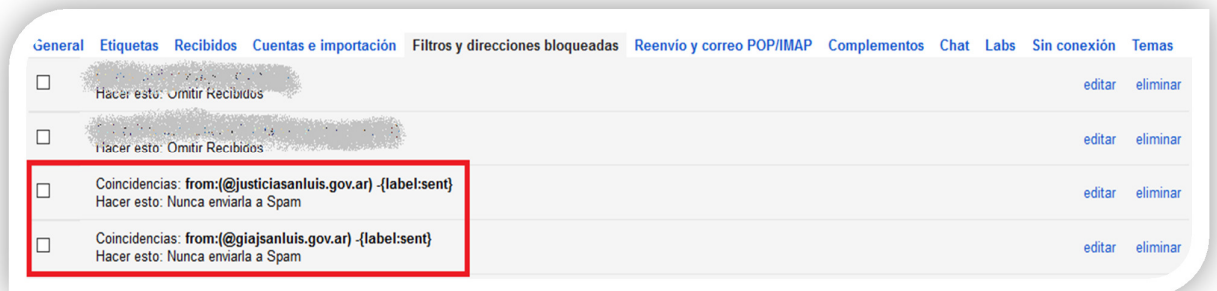 General Etiquetas Recibidos Cuentas e importación Filtros y direcciones bloqueadas Reenvío y correo POP/IMAP Complementos Chat Labs Sin conexión Temas
Hacer esto: Omitir Recibidos editar eliminar
Hacer esto: Omitir Recibidos editar eliminar
Coincidencias: from:(@justiciasanluis.gov.ar) -{label:sent}
Hacer esto: Nunca enviarla a Spam editar eliminar
Coincidencias: from:(@giajsanluis.gov.ar) -{label:sent}
Hacer esto: Nunca enviarla a Spam editar eliminar